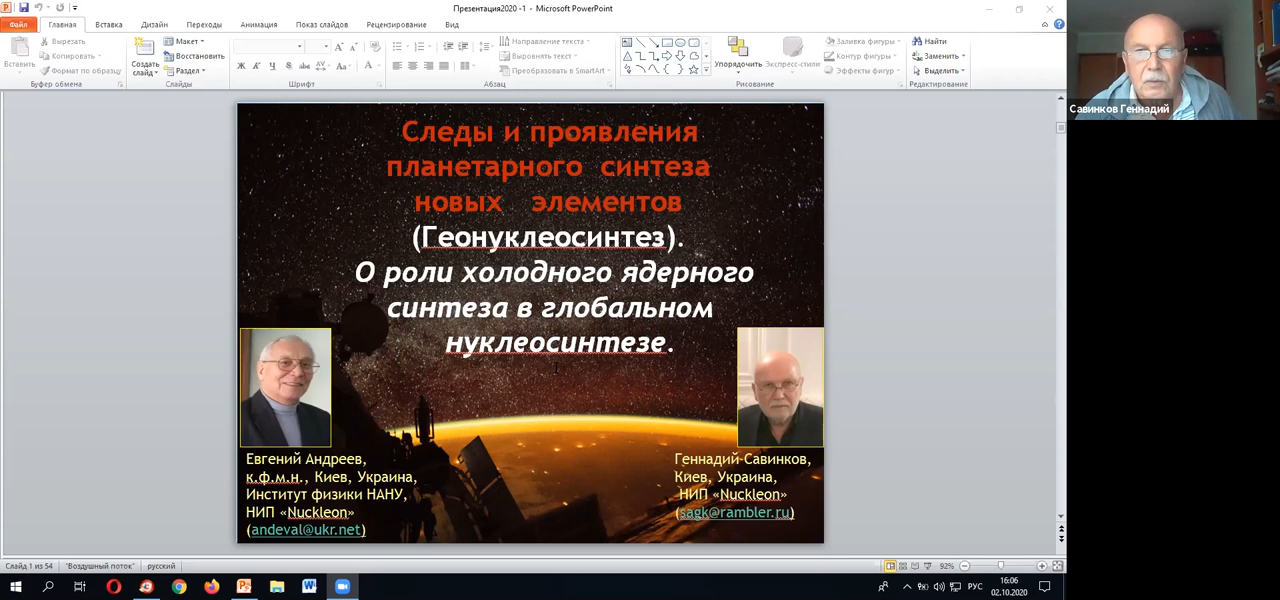 Презентация2020 -1 - Microsoft PowerPoint
Файл Главная Вставка Дизайн Переходы Анимация Показ слайдов Рецензирование Вид
Вставить
Вырезать
Копировать
Формат по образцу
Буфер обмена
Создать слайд
Макет
Восстановить
Раздел
Слайды
Ж К Ч S abc AV Aa А
Шрифт
Направление текста
Выровнять текст
Преобразовать в SmartArt
Абзац
Упорядочить
Экспресс-стили
Заливка фигуры
Контур фигуры
Эффекты фигур
Рисование
Найти
Заменить
Выделить
Редактирование
Савинков Геннадий
Следы и проявления
планетарного синтеза
новых элементов
(Геонуклеосинтез).
О роли холодного ядерного
синтеза в глобальном
нуклеосинтезе.
Евгений Андреев,
к.ф.м.н., Киев, Украина,
Институт физики НАНУ,
НИП «Nuckleon»
(andeval@ukr.net)
Геннадий Савинков,
Киев, Украина,
НИП «Nuckleon»
(sagk@rambler.ru)
Слайд 1 из 54 "Воздушный поток" русский 92%
РУС 16:06
02.10.2020